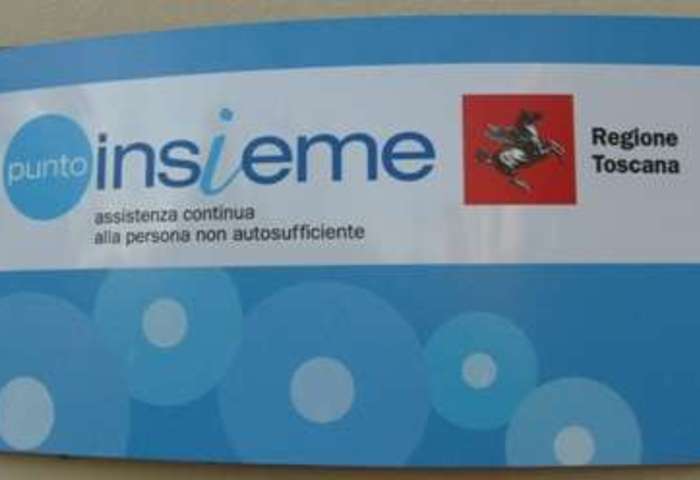 punto insieme
assistenza continua
alla persona non autosufficiente
Regione
Toscana